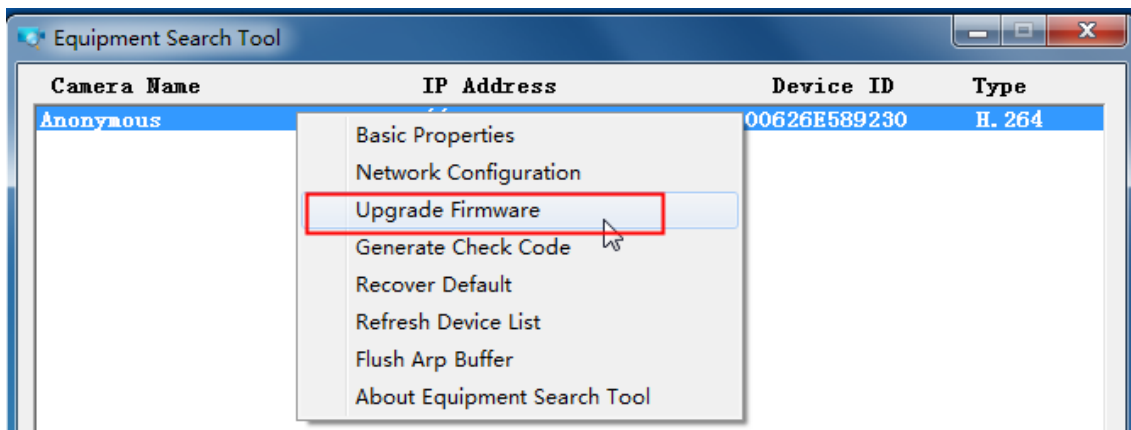 Equipment Search Tool
Camera Name IP Address Device ID Type
Anonymous 00626E589230 H.264
Basic Properties
Network Configuration
Upgrade Firmware
Generate Check Code
Recover Default
Refresh Device List
Flush Arp Buffer
About Equipment Search Tool